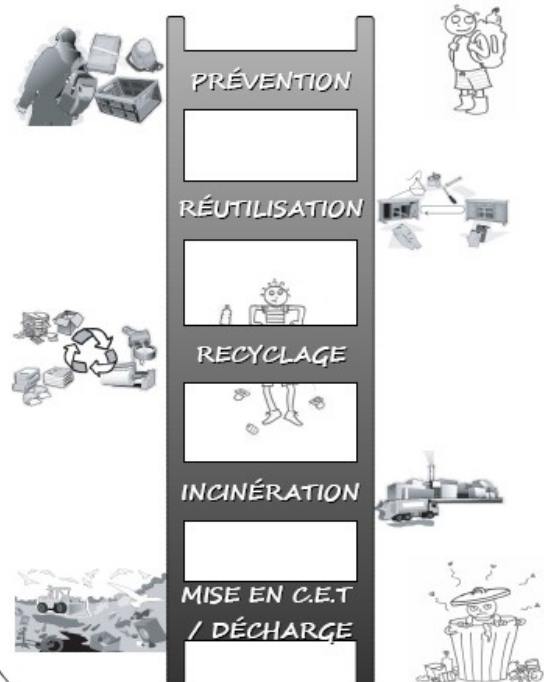 PRÉVENTION
RÉUTILISATION
RECYCLAGE
INCINÉRATION
MISE EN C.E.T
/ DÉCHARGE